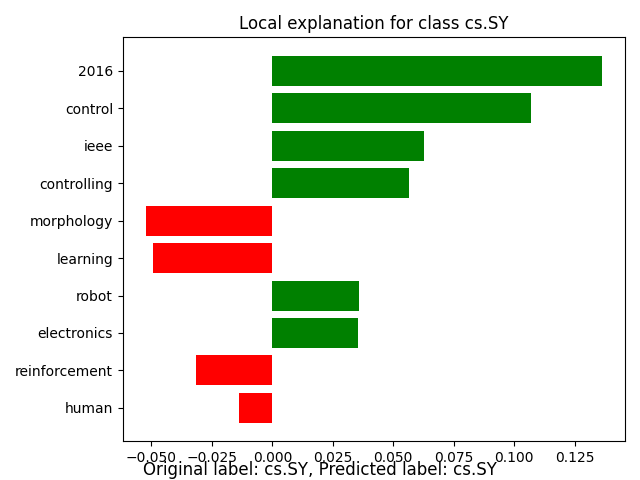 Local explanation for class cs.SY
2016
control
ieee
controlling
morphology
learning
robot
electronics
reinforcement
human
−0.050 −0.025 0.000 0.025 0.050 0.075 0.100 0.125
Original label: cs.SY, Predicted label: cs.SY